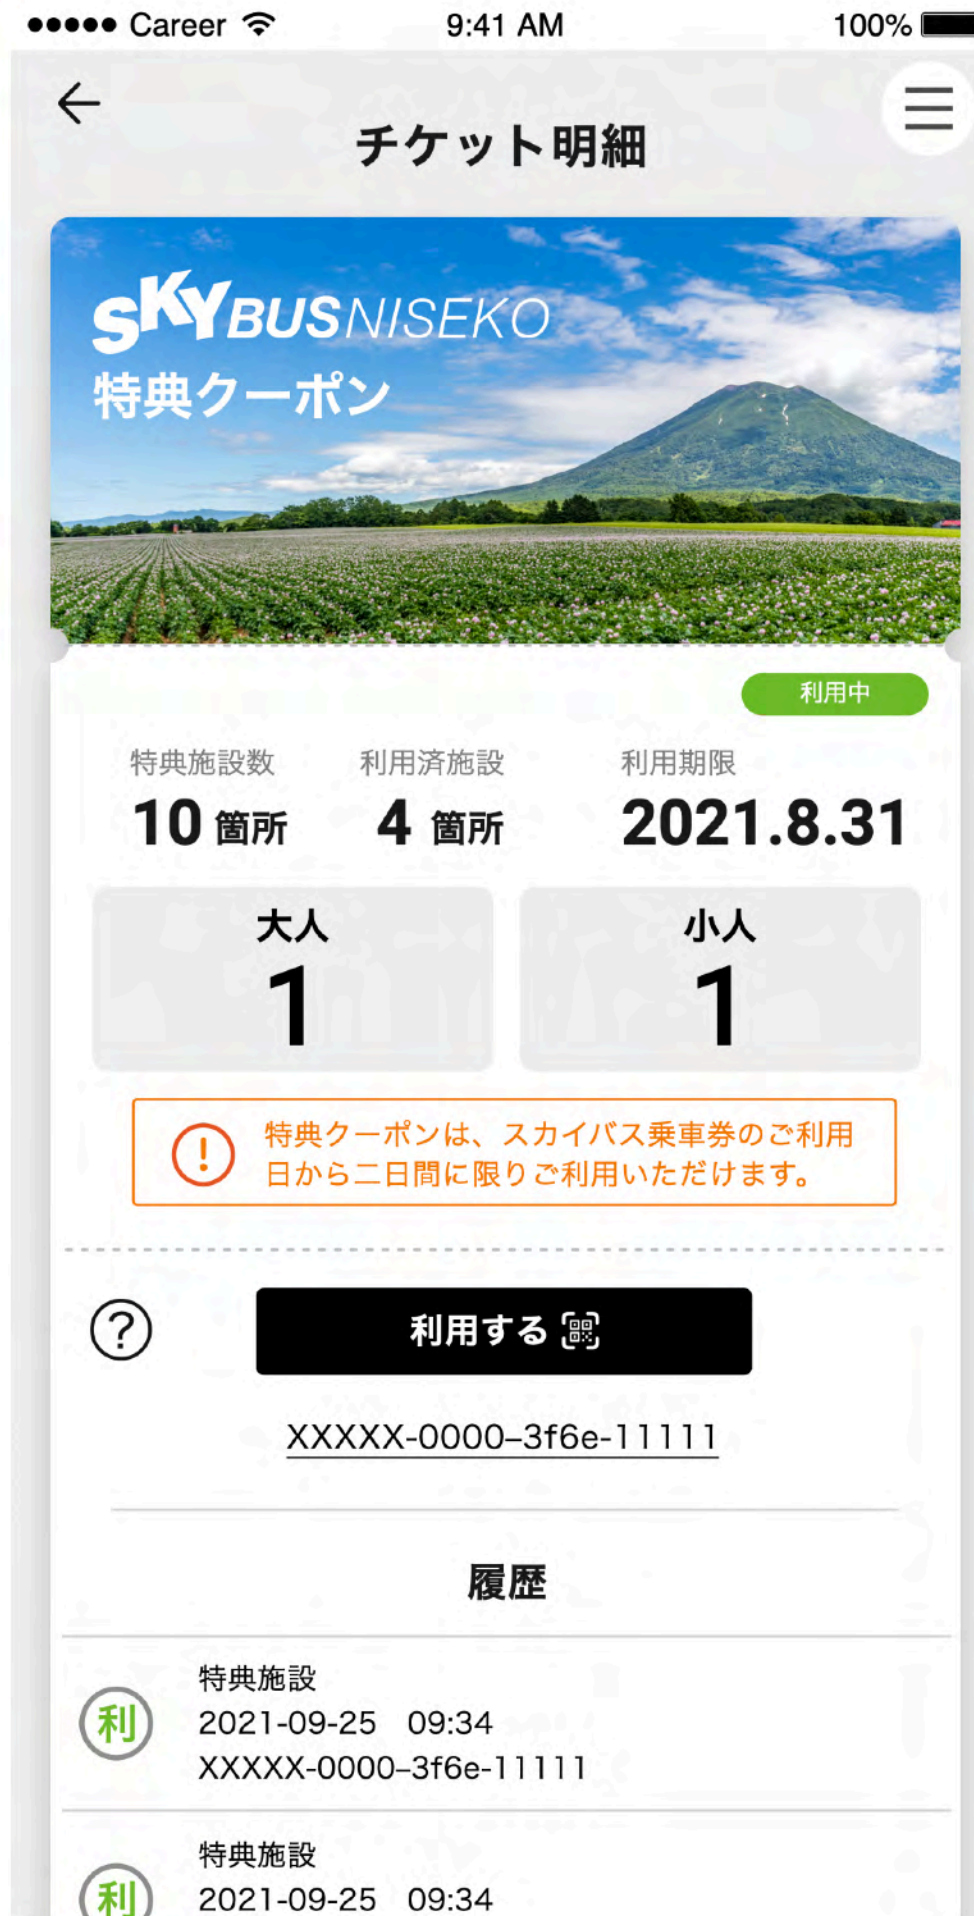 Career 9:41 AM 100%
チケット明細
SKYBUSNISEKO
特典クーポン
利用中
特典施設数 利用済施設 利用期限
10 箇所 4 箇所 2021.8.31
大人 小人
1 1
特典クーポンは、スカイバス乗車券のご利用
日から二日間に限りご利用いただけます。
利用する
XXXXX-0000–3f6e-11111
履歴
特典施設
利 2021-09-25 09:34
XXXXX-0000–3f6e-11111
特典施設
利 2021-09-25 09:34